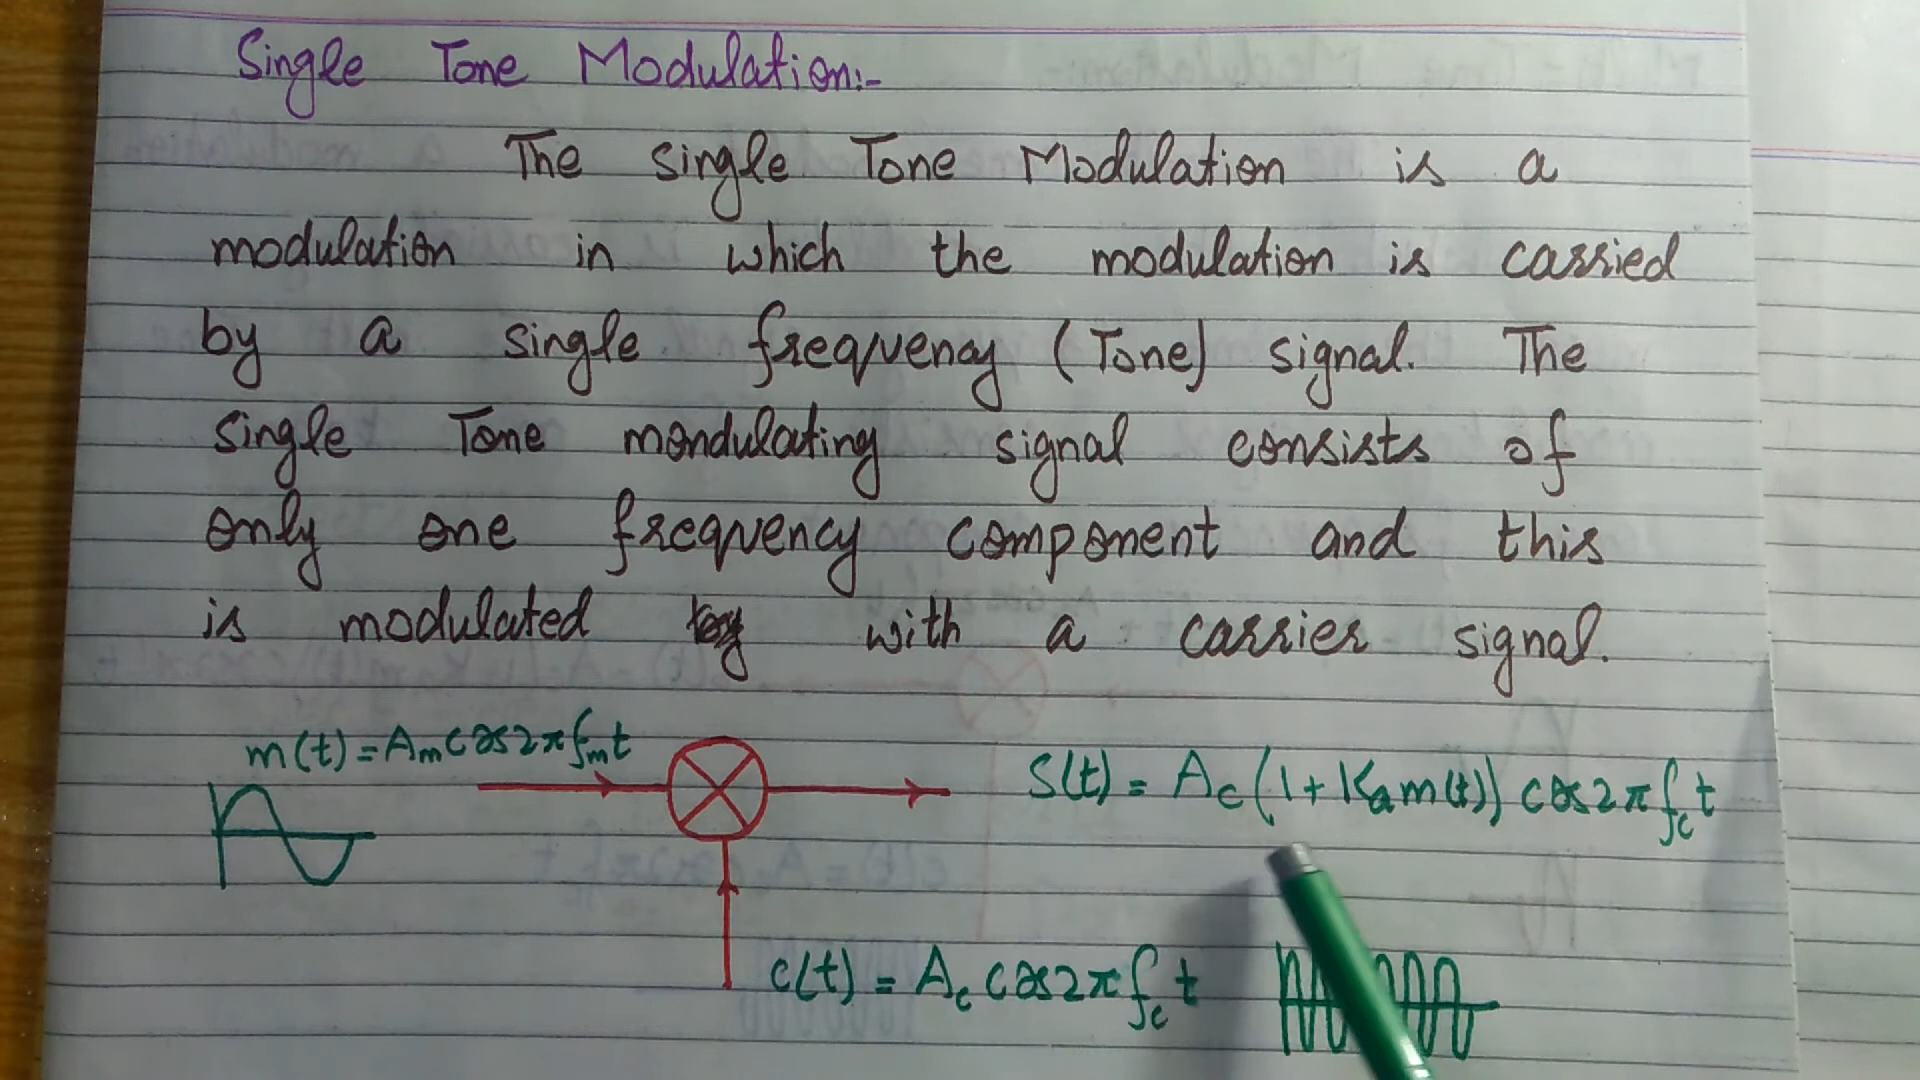 Single Tone Modulation:-
The single Tone Modulation is a
modulation in which the modulation is carried
by a single frequency (Tone) signal. The
single Tone mondulating signal consists of
only one frequency component and this
is modulated with a carrier signal.
m(t) = Am cos2πfmt
S(t) = Ac(1+Kam(t)) cos2πfct
c(t) = Ac cos2πfct